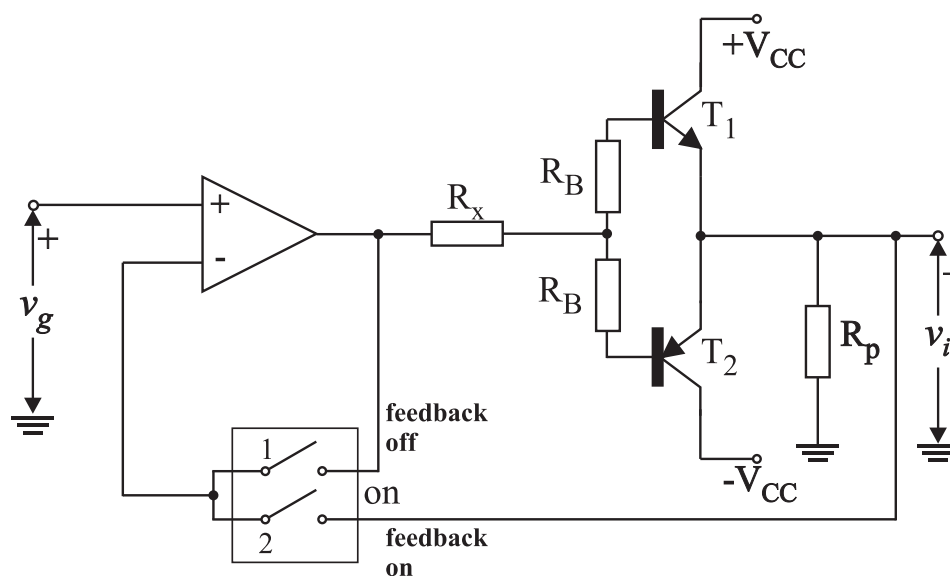 +V_CC
T_1
R_B
R_x
+
-
+
v_g
R_B
T_2
R_p
+
v_i
-V_CC
feedback
off
1
on
2
feedback
on